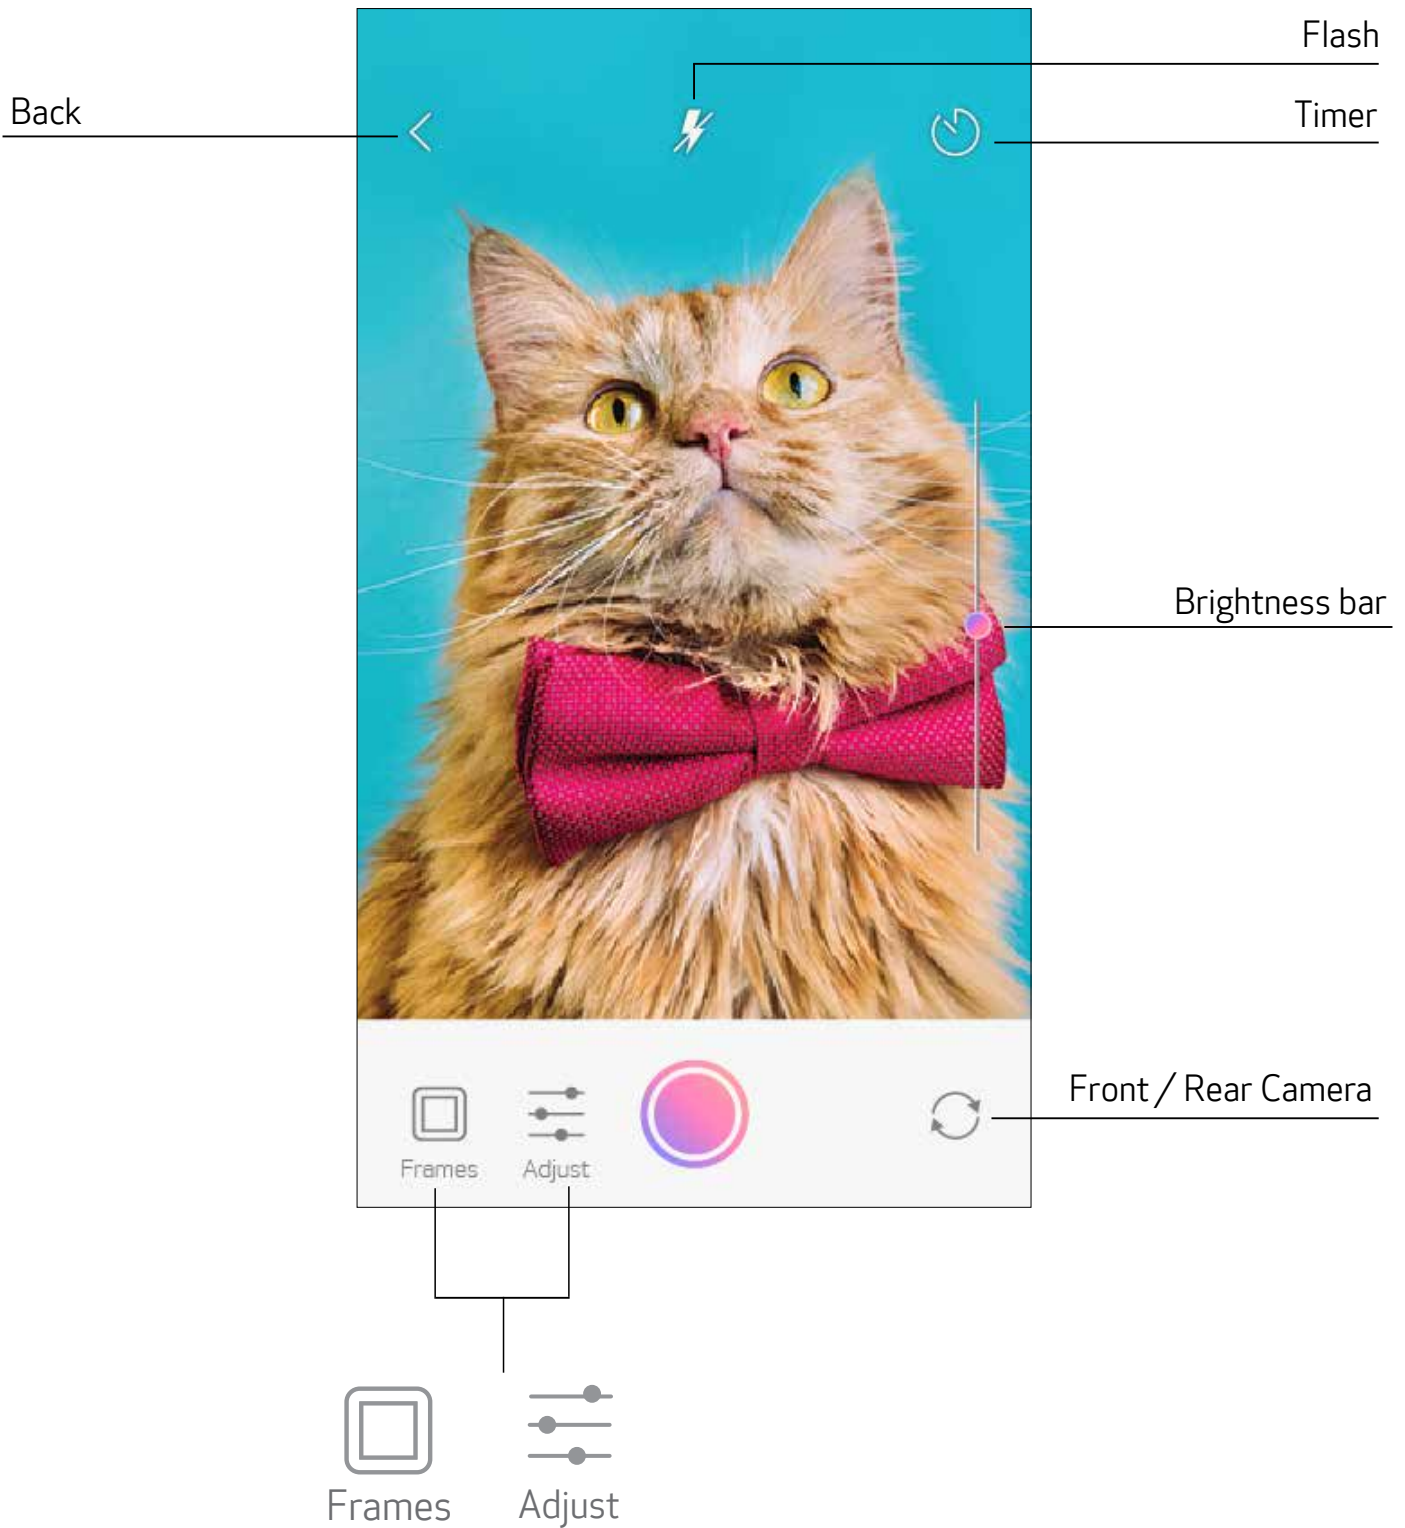 Flash
Back
Timer
Brightness bar
Front / Rear Camera
Frames
Adjust
Frames
Adjust